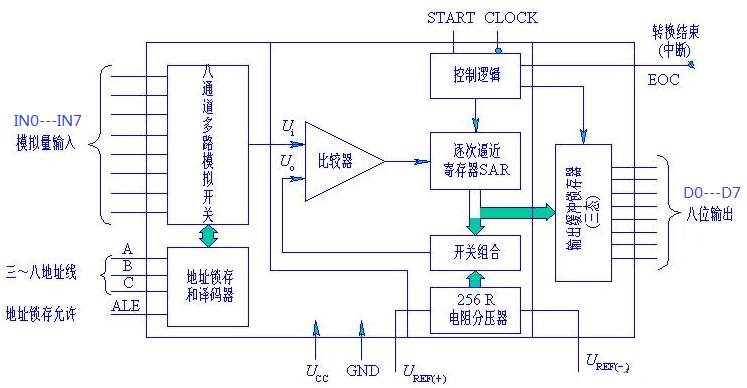 START CLOCK
转换结束
(中断)
EOC
控制逻辑
IN0---IN7
模拟量输入
八通道多路模拟开关
Ui
Uo
比较器
逐次逼近
寄存器SAR
输出缓冲锁存器
(三态)
D0---D7
八位输出
开关组合
三~八地址线
A
B
C
地址锁存
和译码器
地址锁存允许
ALE
256 R
电阻分压器
UCC
GND
UREF(+)
UREF(-)